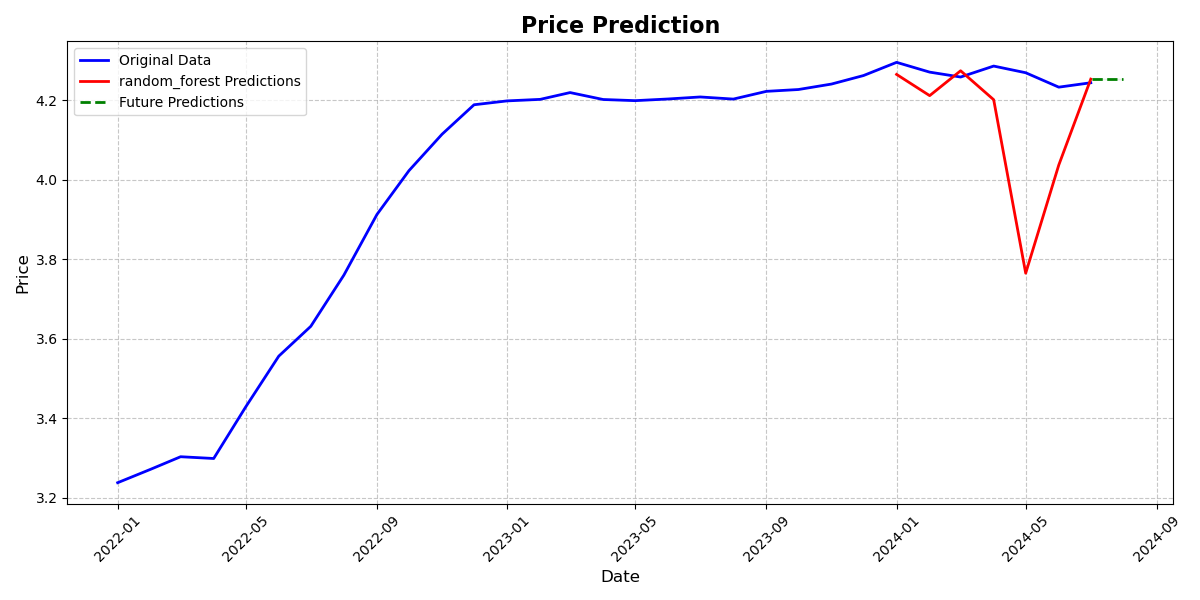 Price Prediction
Original Data
random_forest Predictions
Future Predictions
Price
4.2
4.0
3.8
3.6
3.4
3.2
2022-01
2022-05
2022-09
2023-01
2023-05
2023-09
2024-01
2024-05
2024-09
Date